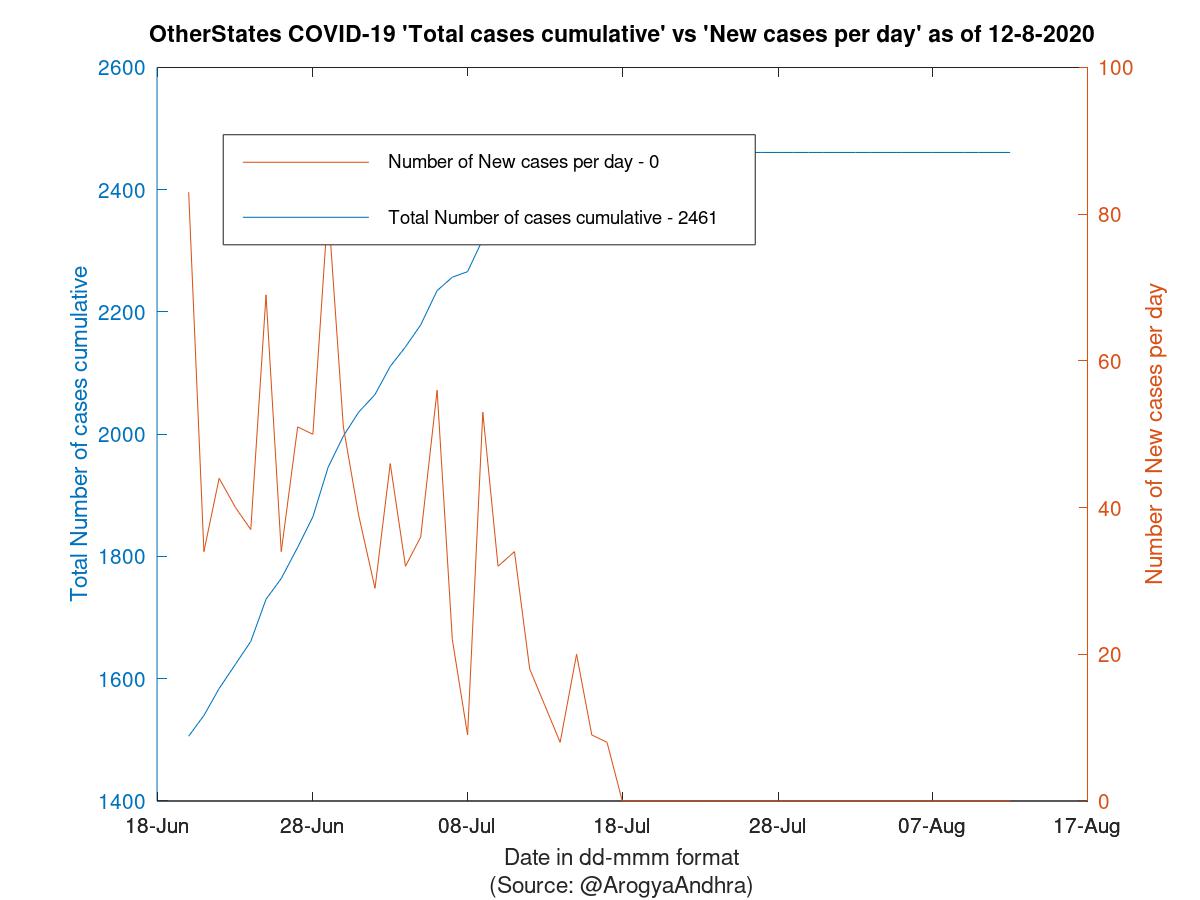 OtherStates COVID-19 'Total cases cumulative' vs 'New cases per day' as of 12-8-2020
2600
2400
2200
2000
1800
1600
1400
Total Number of cases cumulative
100
80
60
40
20
0
Number of New cases per day
Number of New cases per day - 0
Total Number of cases cumulative - 2461
18-Jun
28-Jun
08-Jul
18-Jul
28-Jul
07-Aug
17-Aug
Date in dd-mmm format
(Source: @ArogyaAndhra)